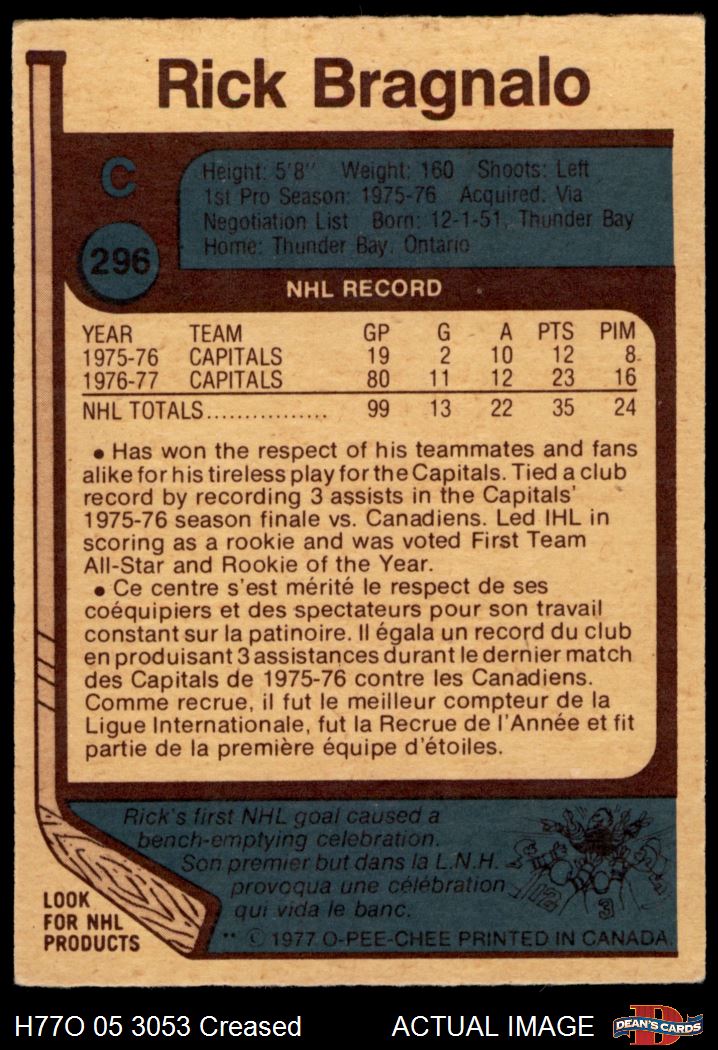 Rick Bragnalo
C
Height: 5'8" Weight: 160 Shoots: Left
1st Pro Season: 1975-76 Acquired: Via
Negotiation List Born: 12-1-51, Thunder Bay
Home: Thunder Bay, Ontario
296
NHL RECORD
YEAR TEAM GP G A PTS PIM
1975-76 CAPITALS 19 2 10 12 8
1976-77 CAPITALS 80 11 12 23 16
NHL TOTALS................ 99 13 22 35 24
• Has won the respect of his teammates and fans
alike for his tireless play for the Capitals. Tied a club
record by recording 3 assists in the Capitals'
1975-76 season finale vs. Canadiens. Led IHL in
scoring as a rookie and was voted First Team
All-Star and Rookie of the Year.
• Ce centre s'est mérité le respect de ses
coéquipiers et des spectateurs pour son travail
constant sur la patinoire. Il égala un record du club
en produisant 3 assistances durant le dernier match
des Capitals de 1975-76 contre les Canadiens.
Comme recrue, il fut le meilleur compteur de la
Ligue Internationale, fut la Recrue de l'Année et fit
partie de la première équipe d'étoiles.
Rick's first NHL goal caused a
bench-emptying celebration.
Son premier but dans la L.N.H.
provoqua une célébration
qui vida le banc.
12
3
LOOK
FOR NHL
PRODUCTS
** © 1977 O-PEE-CHEE PRINTED IN CANADA
H77O 05 3053 Creased ACTUAL IMAGE D DEAN'S CARDS